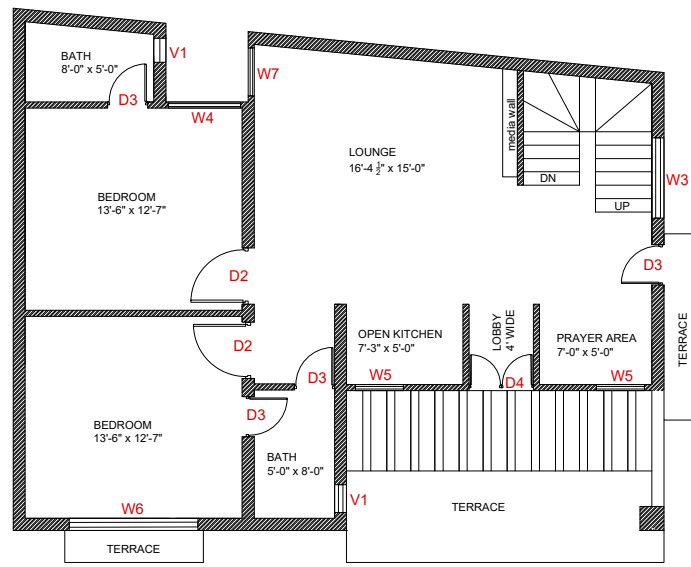 BATH
8'-0" x 5'-0"
V1
D3
W4
W7
LOUNGE
16'-4 ½" x 15'-0"
media wall
DN
UP
W3
BEDROOM
13'-6" x 12'-7"
D2
D3
TERRACE
D2
OPEN KITCHEN
7'-3" x 5'-0"
W5
LOBBY
4' WIDE
D4
PRAYER AREA
7'-0" x 5'-0"
W5
D3
D3
BEDROOM
13'-6" x 12'-7"
BATH
5'-0" x 8'-0"
V1
TERRACE
W6
TERRACE